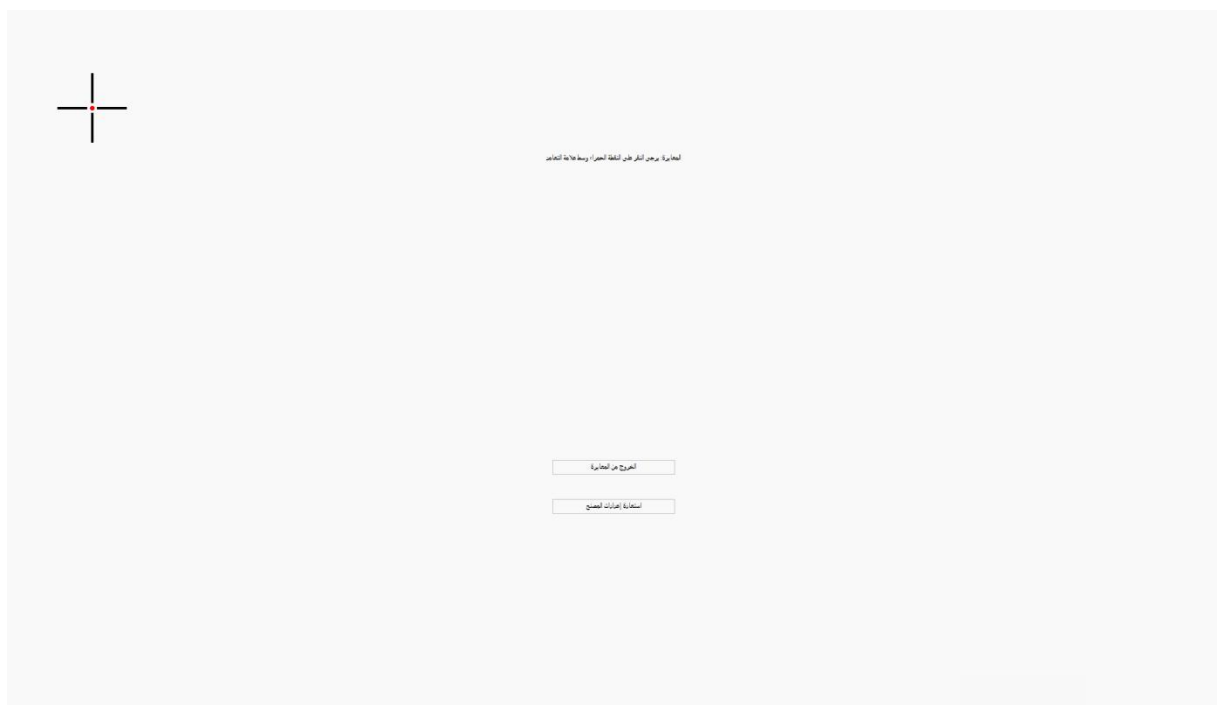 المعايرة: يرجى النقر على النقطة الحمراء وسط علامة التعامد
الخروج من المعايرة
استعادة إعدادات المصنع